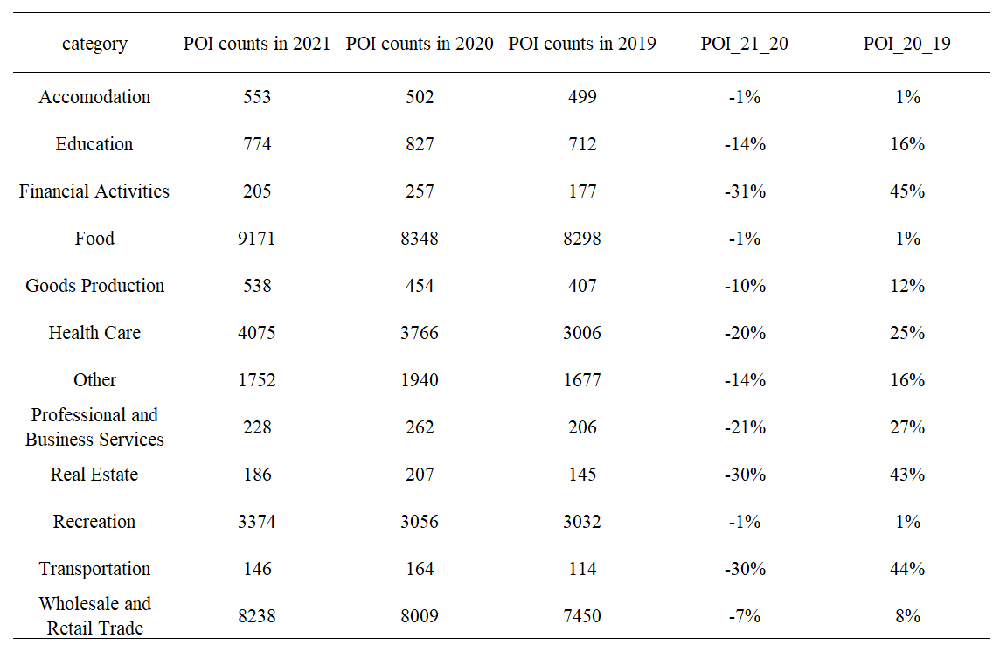 category POI counts in 2021 POI counts in 2020 POI counts in 2019 POI_21_20 POI_20_19
Accomodation 553 502 499 -1% 1%
Education 774 827 712 -14% 16%
Financial Activities 205 257 177 -31% 45%
Food 9171 8348 8298 -1% 1%
Goods Production 538 454 407 -10% 12%
Health Care 4075 3766 3006 -20% 25%
Other 1752 1940 1677 -14% 16%
Professional and
Business Services 228 262 206 -21% 27%
Real Estate 186 207 145 -30% 43%
Recreation 3374 3056 3032 -1% 1%
Transportation 146 164 114 -30% 44%
Wholesale and
Retail Trade 8238 8009 7450 -7% 8%